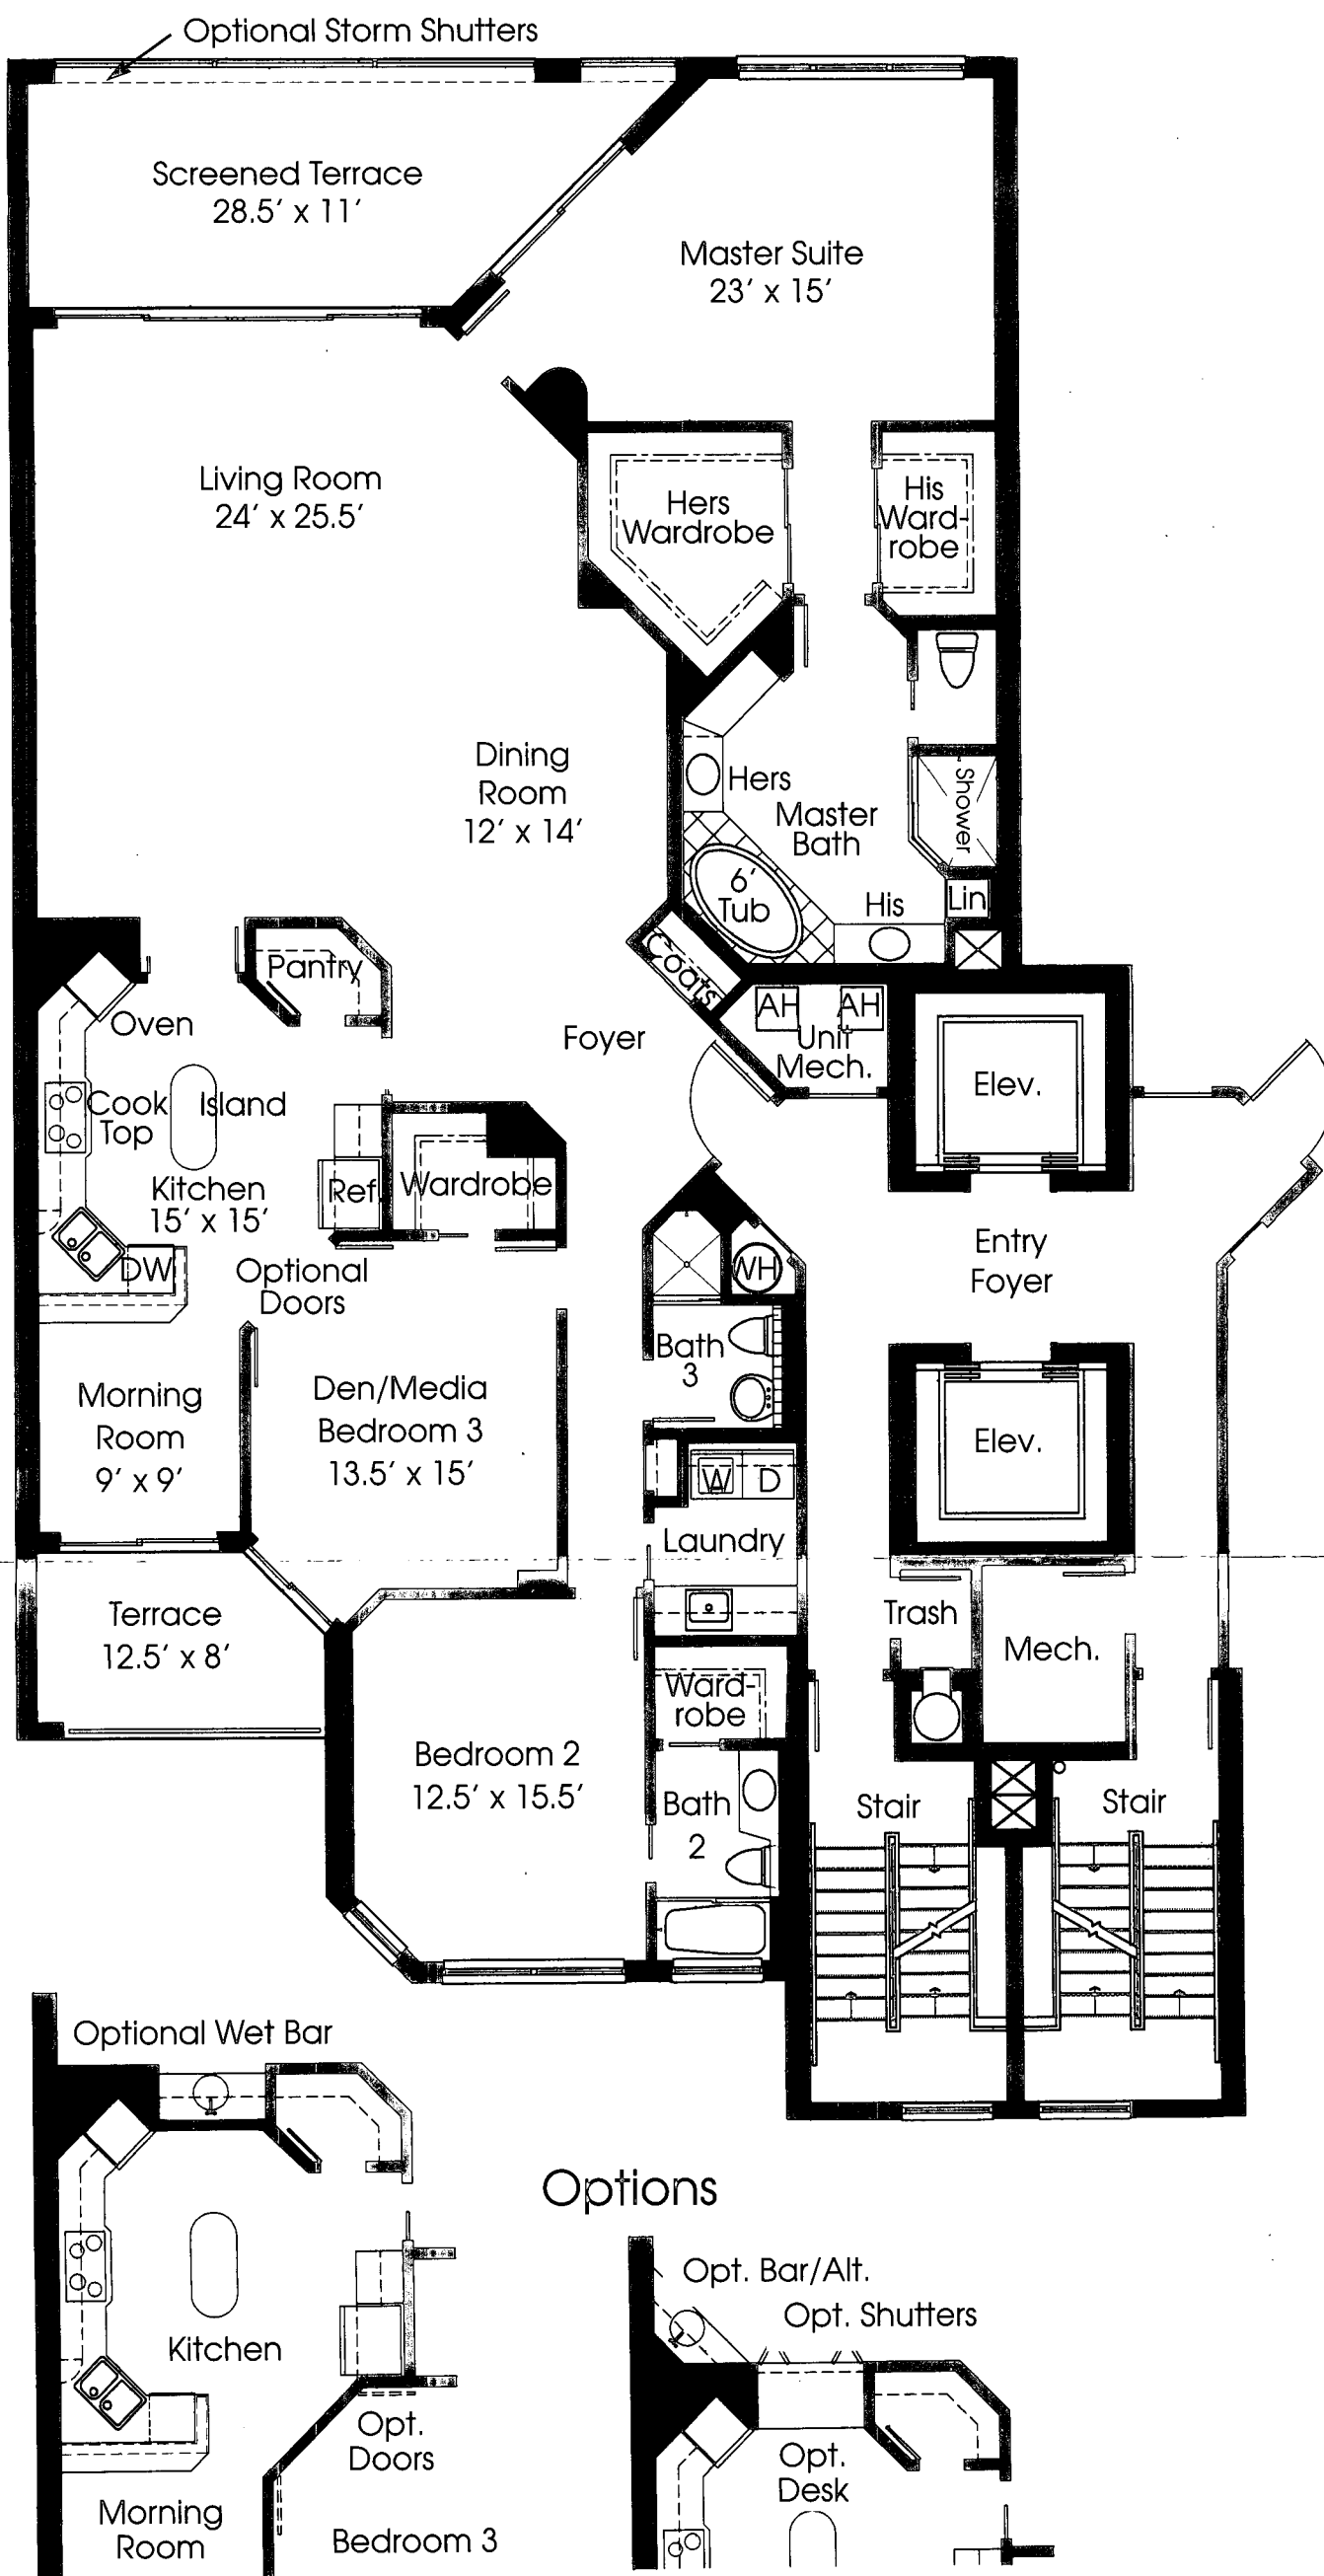 Optional Storm Shutters
Screened Terrace
28.5' x 11'
Master Suite
23' x 15'
Living Room
24' x 25.5'
Hers
Wardrobe
His
Ward-
robe
Dining
Room
12' x 14'
Hers
Master
Bath
Shower
6'
Tub
His
Lin
Coats
Pantry
Oven
Foyer
AH
AH
Unit
Mech.
Elev.
Cook
Top
Island
Kitchen
15' x 15'
Ref.
Wardrobe
DW
Optional
Doors
WH
Entry
Foyer
Bath
3
Morning
Room
9' x 9'
Den/Media
Bedroom 3
13.5' x 15'
W
D
Elev.
Laundry
Terrace
12.5' x 8'
Trash
Mech.
Ward-
robe
Bedroom 2
12.5' x 15.5'
Bath
2
Stair
Stair
Optional Wet Bar
Options
Kitchen
Opt.
Doors
Morning
Room
Bedroom 3
Opt. Bar/Alt.
Opt. Shutters
Opt.
Desk